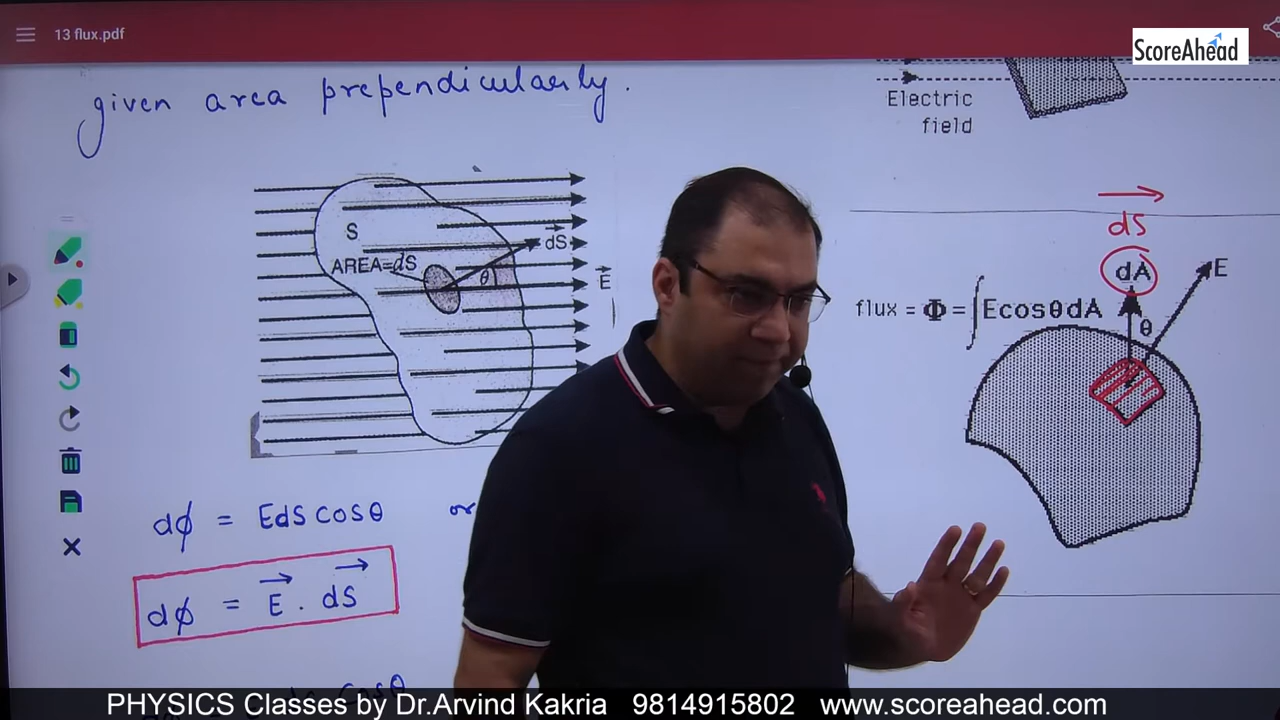 13 flux.pdf
ScoreAhead
given area prependicularly.
Electric
field
S
AREA=dS
θ
dS
E
dS
dA
E
flux = Φ = ∫Ecosθ dA
θ
dφ = EdS cosθ or
dφ = E . dS
cosθ
PHYSICS Classes by Dr.Arvind Kakria 9814915802 www.scoreahead.com